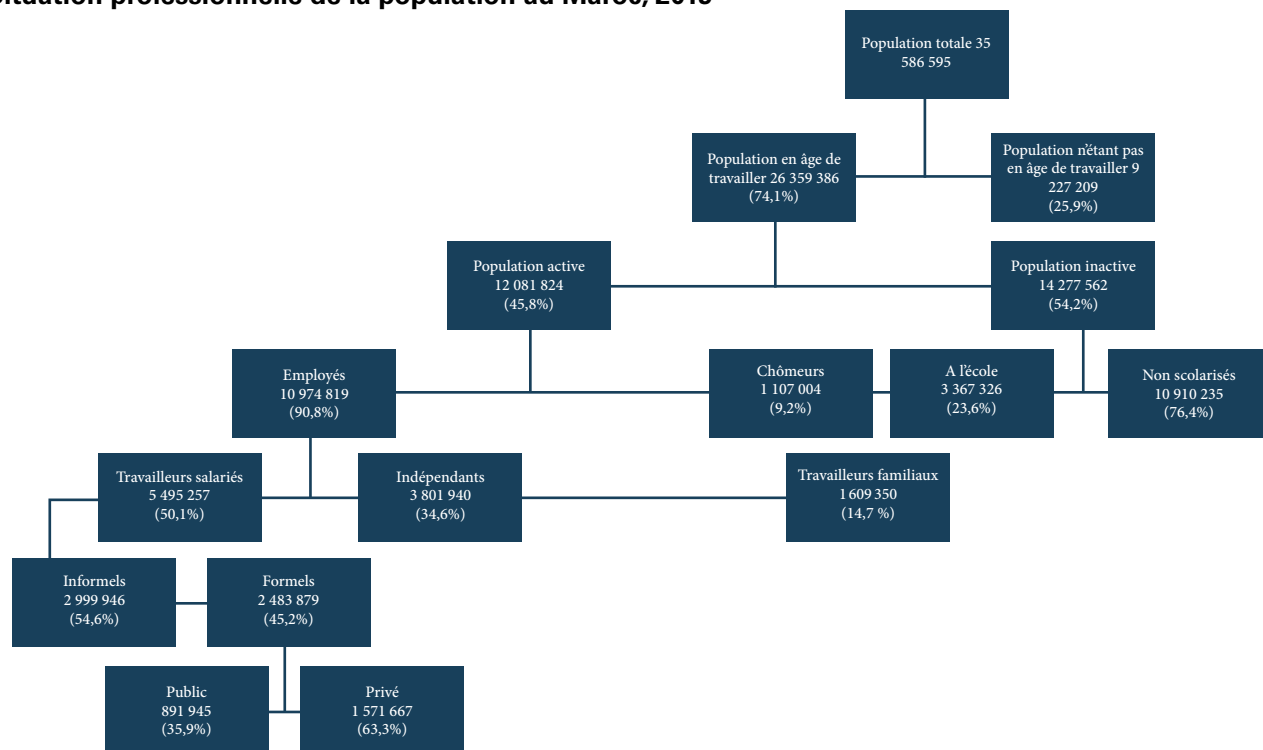 Population totale 35
586 595
Population en âge de
travailler 26 359 386
(74,1%)
Population n'étant pas
en âge de travailler 9
227 209
(25,9%)
Population active
12 081 824
(45,8%)
Population inactive
14 277 562
(54,2%)
Employés
10 974 819
(90,8%)
Chômeurs
1 107 004
(9,2%)
A l'école
3 367 326
(23,6%)
Non scolarisés
10 910 235
(76,4%)
Travailleurs salariés
5 495 257
(50,1%)
Indépendants
3 801 940
(34,6%)
Travailleurs familiaux
1 609 350
(14,7 %)
Informels
2 999 946
(54,6%)
Formels
2 483 879
(45,2%)
Public
891 945
(35,9%)
Privé
1 571 667
(63,3%)